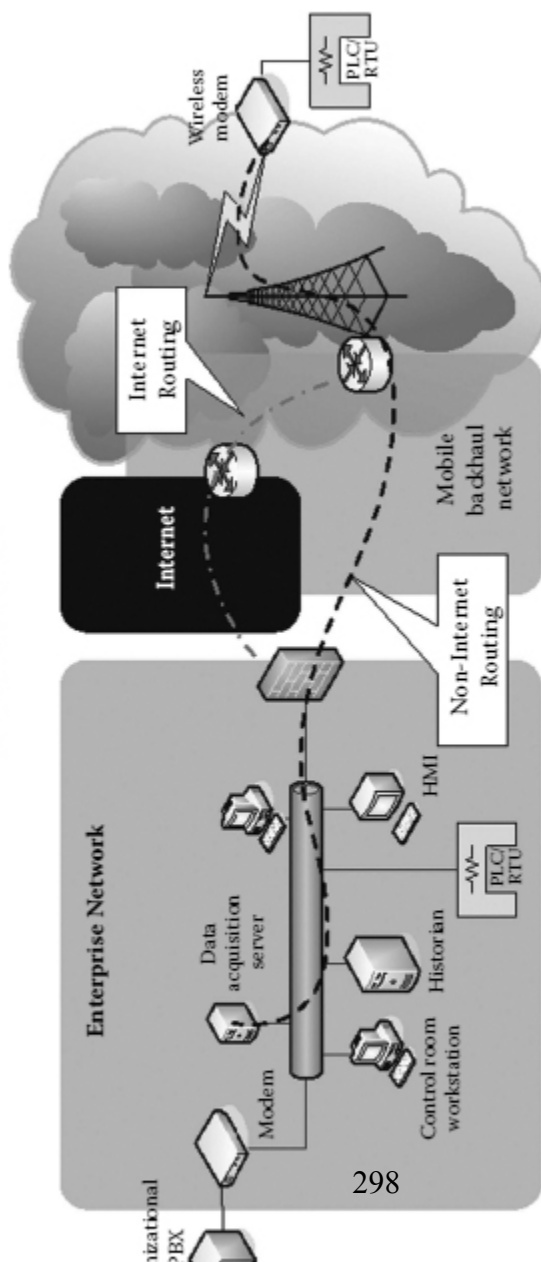 Enterprise Network
Internet
Internet
Routing
Wireless
modem
PLC/
RTU
Data
acquisition
server
Modem
nizational
PBX
Control room
workstation
Historian
PLC/
RTU
HMI
Non-Internet
Routing
Mobile
backhaul
network
298